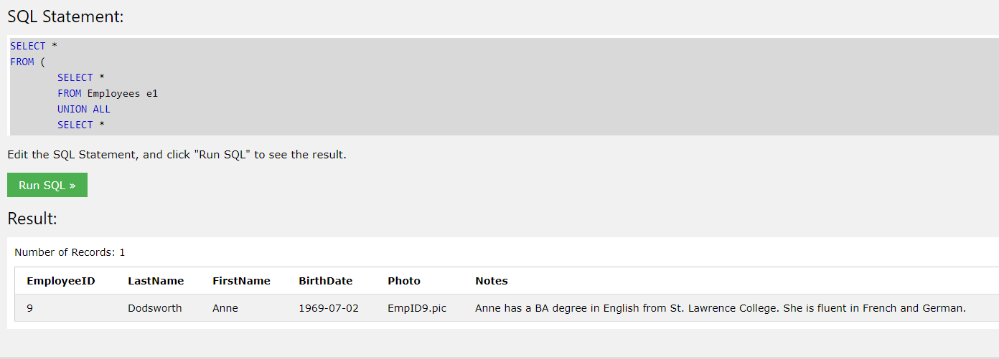 SQL Statement:
SELECT *
FROM (
SELECT *
FROM Employees e1
UNION ALL
SELECT *
Edit the SQL Statement, and click "Run SQL" to see the result.
Run SQL »
Result:
Number of Records: 1
EmployeeID LastName FirstName BirthDate Photo Notes
9 Dodsworth Anne 1969-07-02 EmpID9.pic Anne has a BA degree in English from St. Lawrence College. She is fluent in French and German.